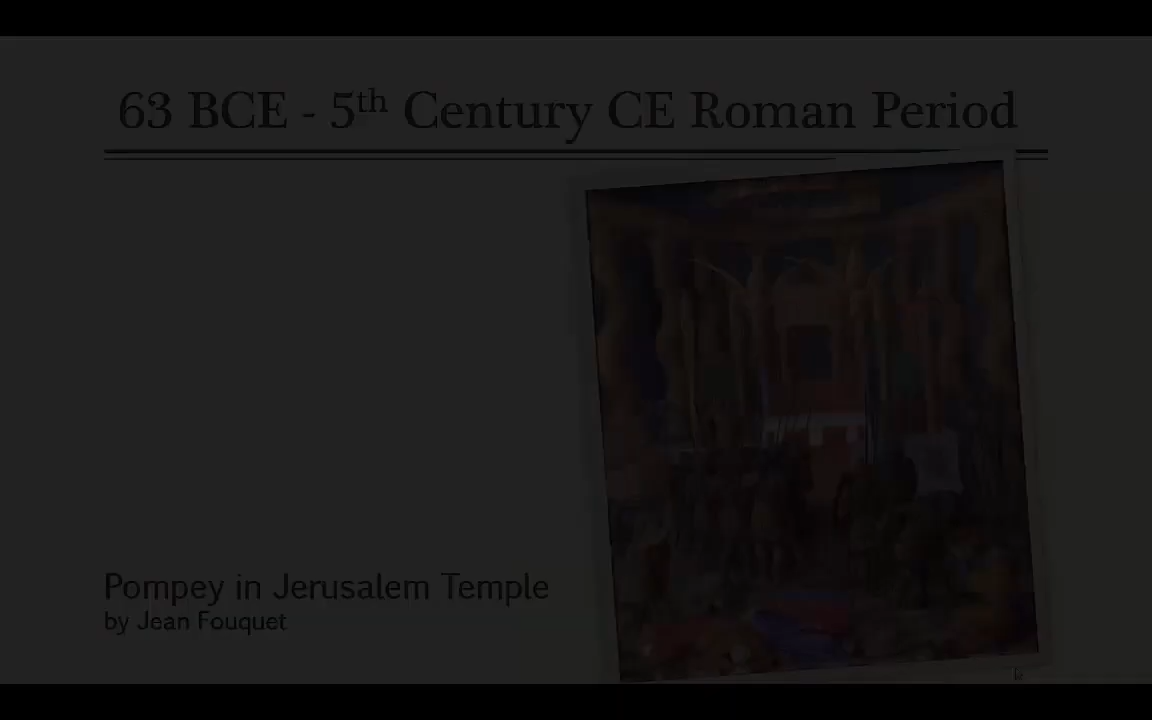 63 BCE - 5th Century CE Roman Period
Pompey in Jerusalem Temple
by Jean Fouquet